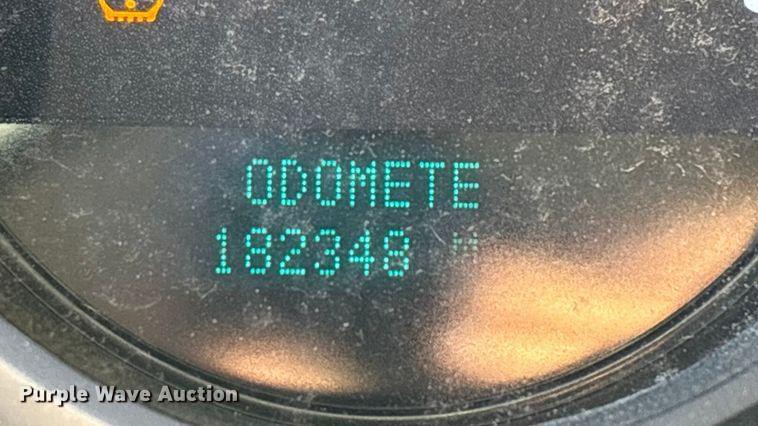 ODOMETE
182348 M
Purple Wave Auction